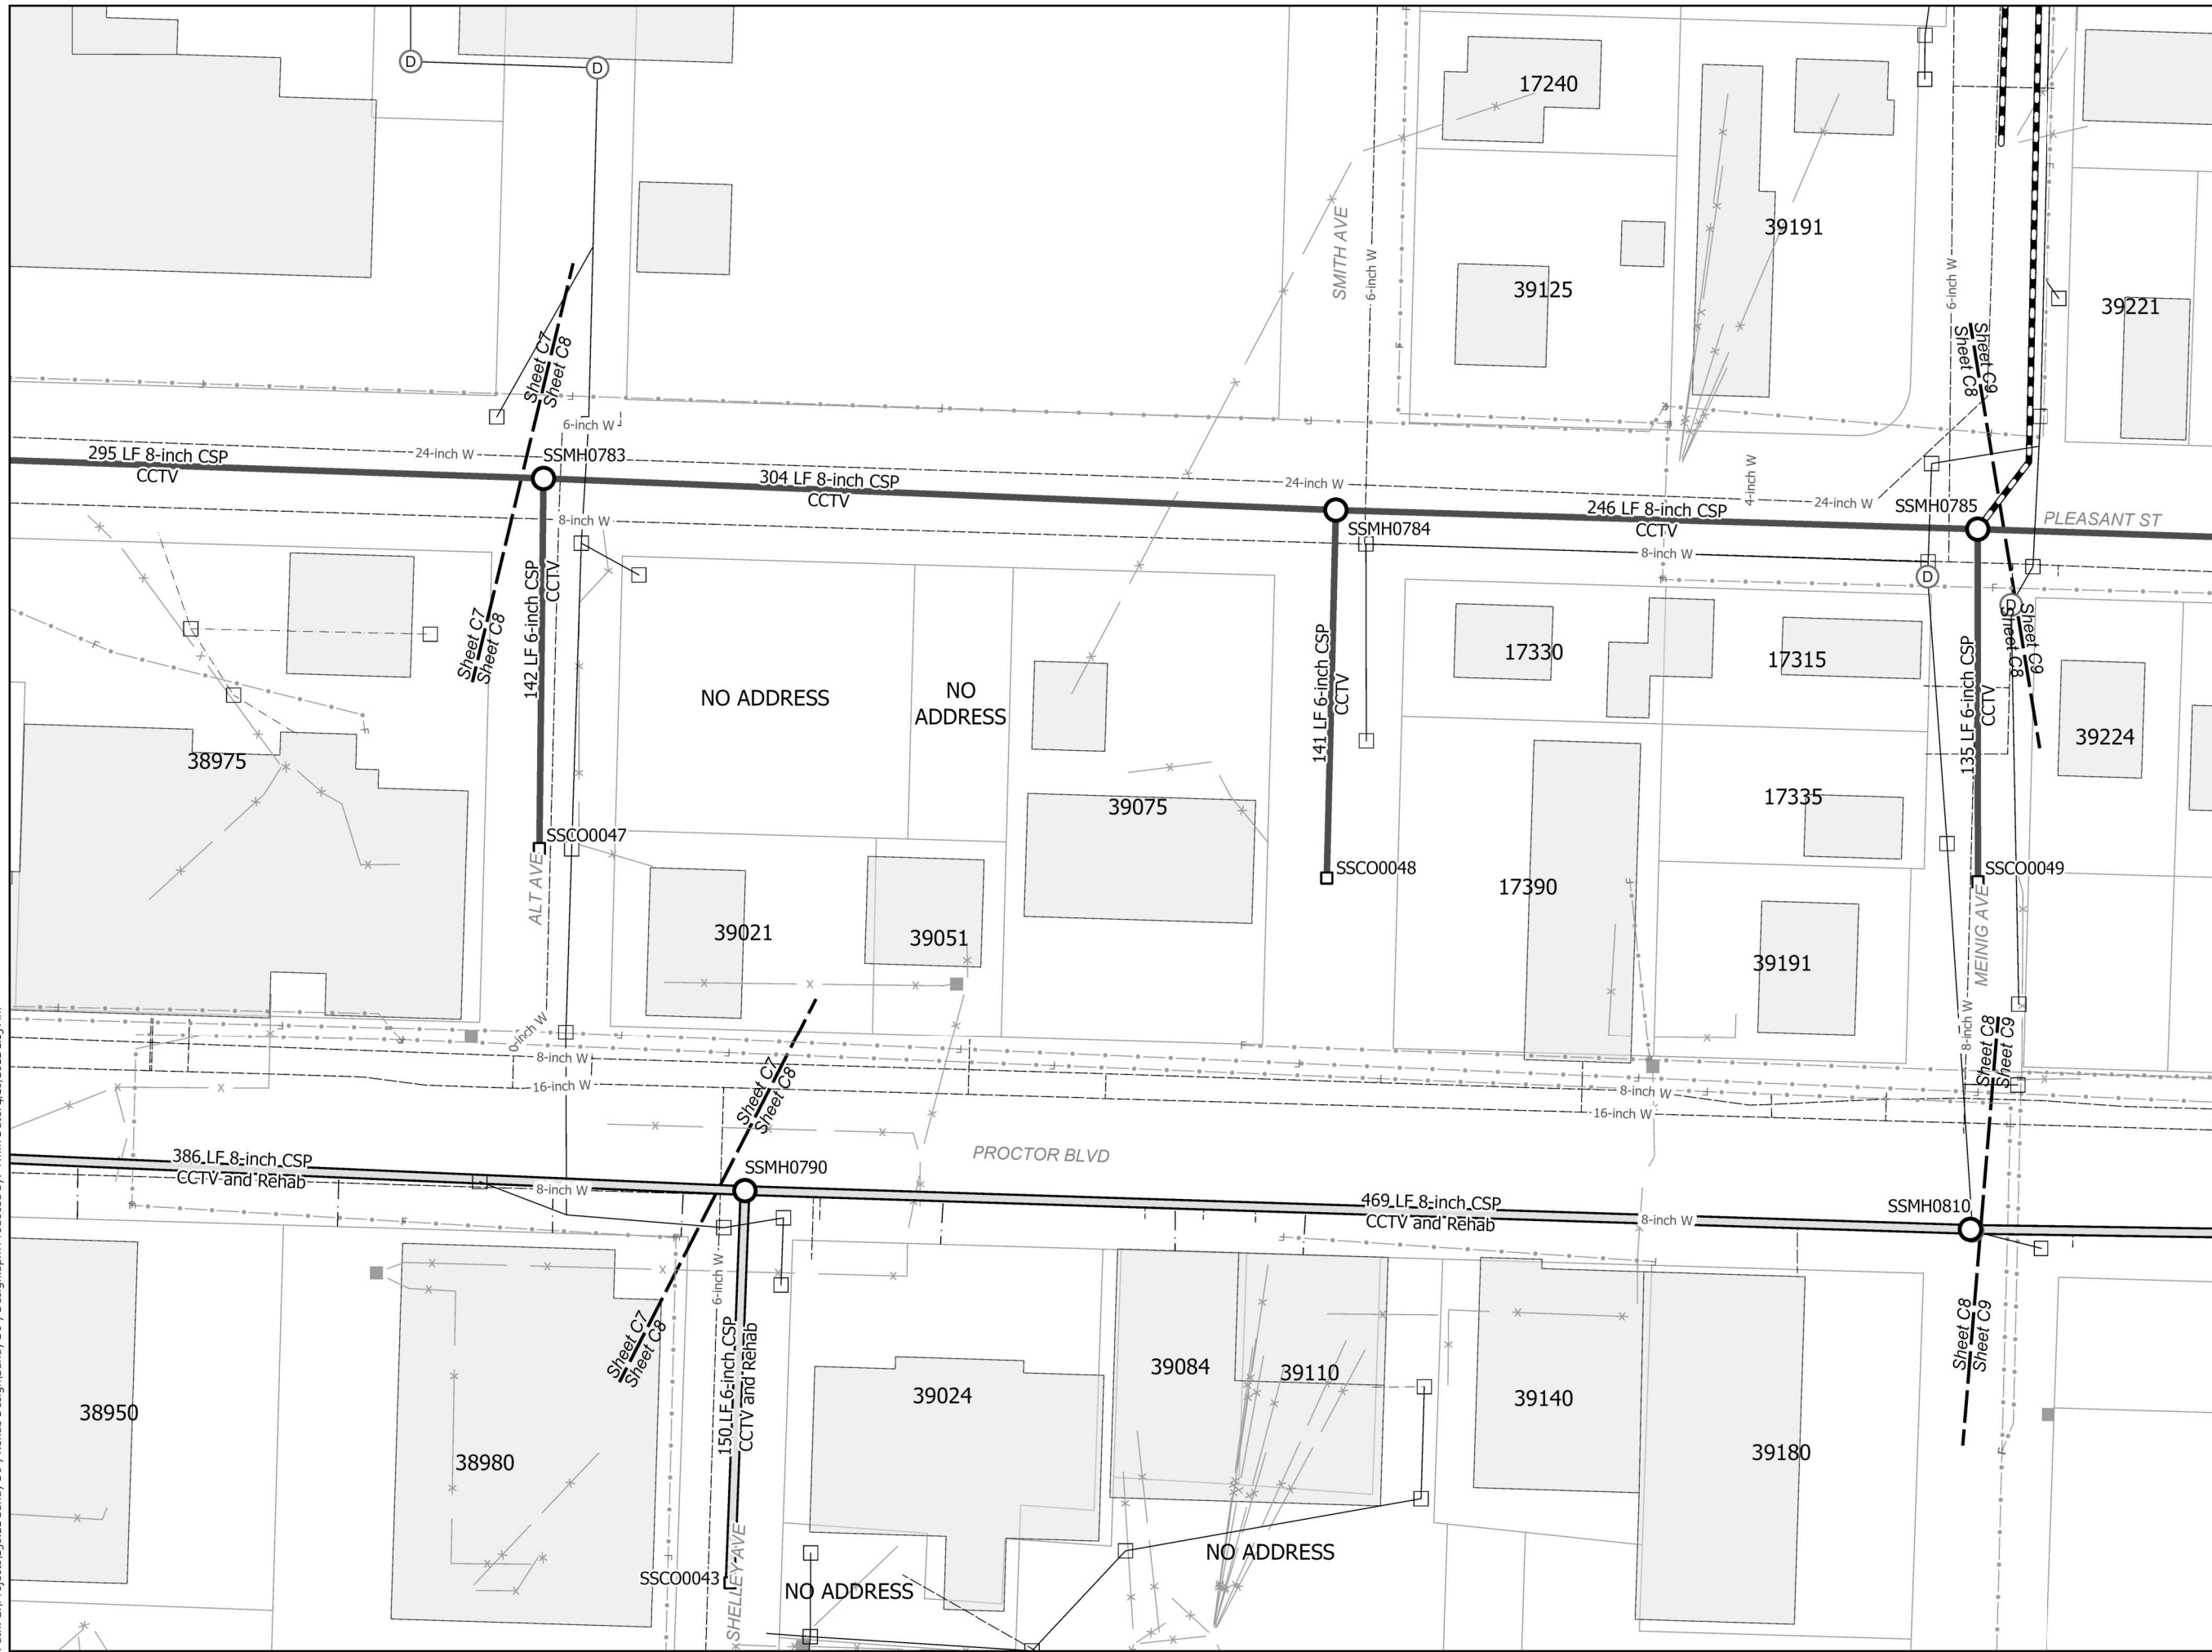 D
D
17240
39191
39125
39221
SMITH AVE
6-inch W
6-inch W
Sheet C7
Sheet C8
Sheet C9
Sheet C8
6-inch W
295 LF 8-inch CSP
CCTV
24-inch W
SSMH0783
304 LF 8-inch CSP
CCTV
24-inch W
4-inch W
24-inch W
SSMH0784
246 LF 8-inch CSP
CCTV
SSMH0785
PLEASANT ST
8-inch W
8-inch W
D
D
142 LF 6-inch CSP
CCTV
Sheet C7
Sheet C8
Sheet C9
Sheet C8
141 LF 6-inch CSP
CCTV
135 LF 6-inch CSP
CCTV
NO ADDRESS
NO
ADDRESS
17330
17315
39224
38975
39075
17335
SSCO0047
SSCO0048
SSCO0049
17390
ALT AVE
MEINIG AVE
39021
39051
39191
0-inch W
8-inch W
16-inch W
8-inch W
8-inch W
16-inch W
Sheet C7
Sheet C8
Sheet C8
Sheet C9
PROCTOR BLVD
386 LF 8-inch CSP
CCTV and Rehab
8-inch W
SSMH0790
469 LF 8-inch CSP
CCTV and Rehab
8-inch W
SSMH0810
6-inch W
150 LF 6-inch CSP
CCTV and Rehab
Sheet C7
Sheet C8
Sheet C8
Sheet C9
39084
39110
39024
39140
38950
38980
39180
SHELLEY AVE
SSCO0043
NO ADDRESS
NO ADDRESS